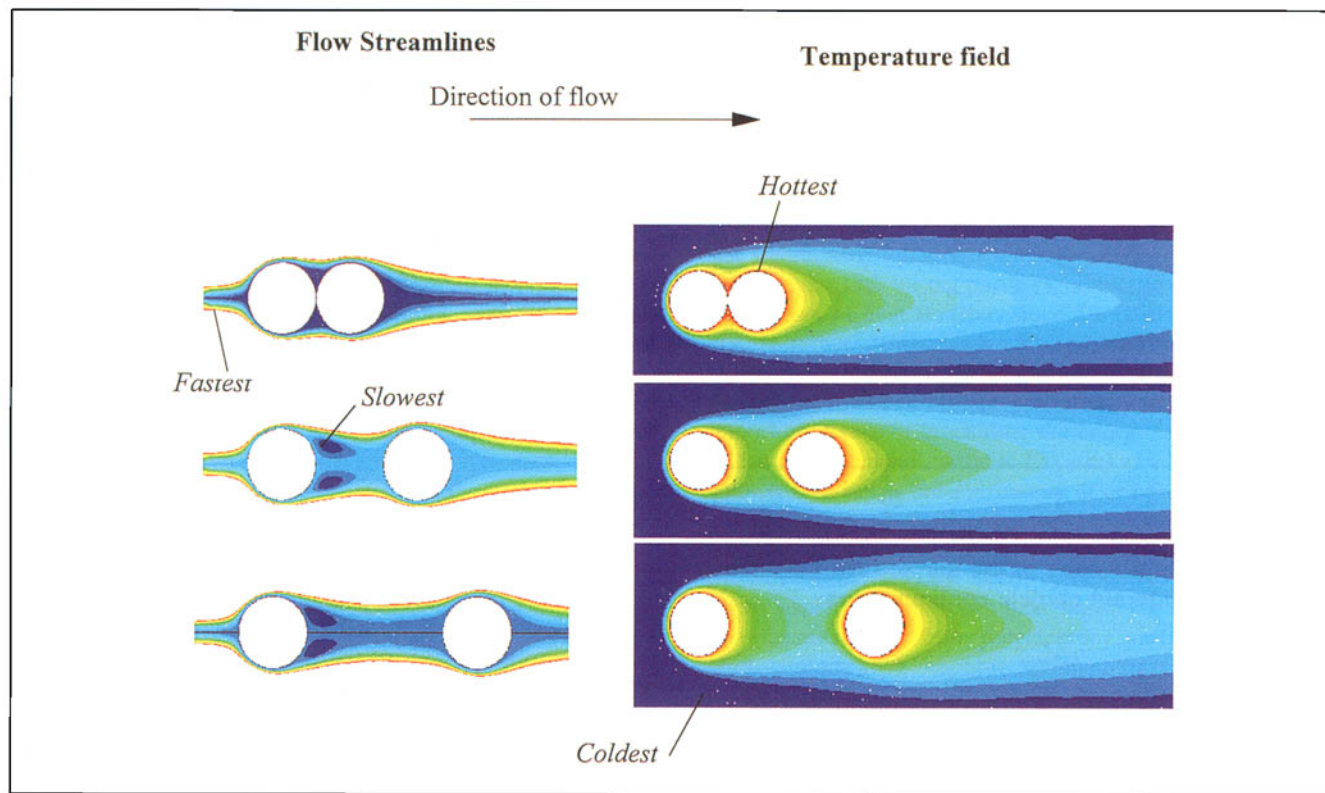 Flow Streamlines
Temperature field
Direction of flow
Hottest
Fastest
Slowest
Coldest